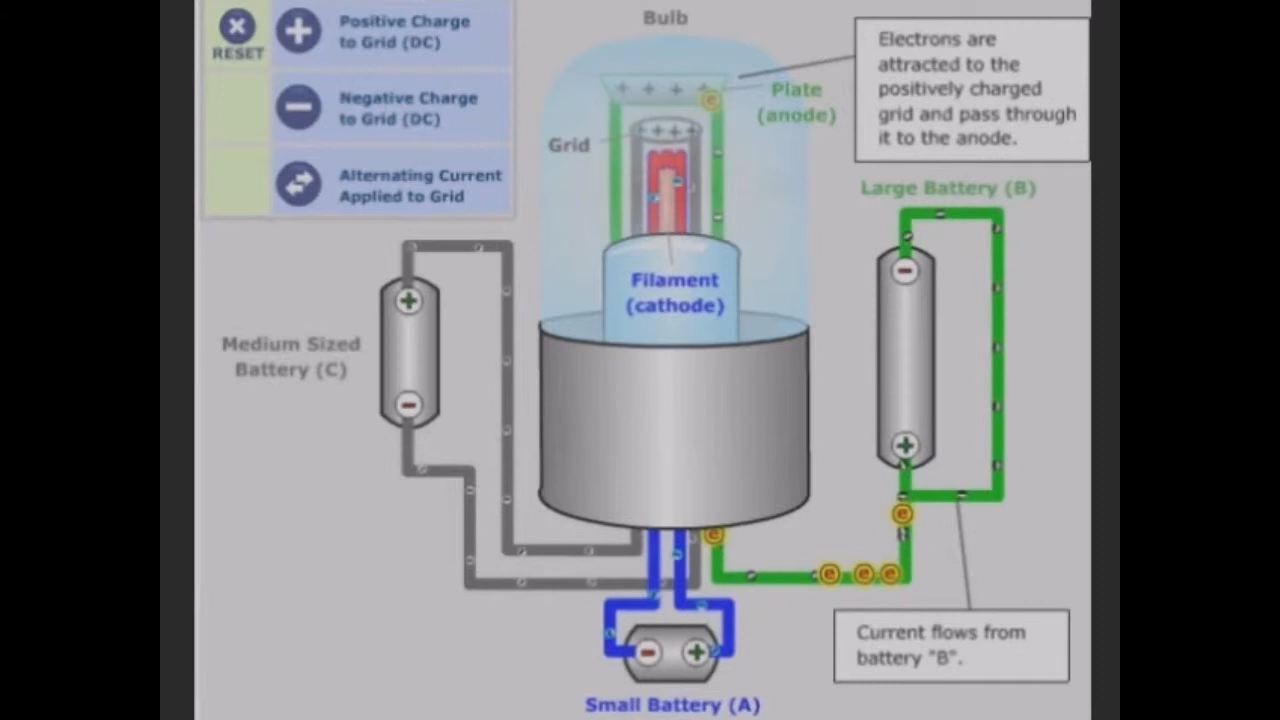 Bulb
RESET
Positive Charge
to Grid (DC)
Negative Charge
to Grid (DC)
Alternating Current
Applied to Grid
Electrons are
attracted to the
positively charged
grid and pass through
it to the anode.
Plate
(anode)
Grid
Large Battery (B)
Filament
(cathode)
Medium Sized
Battery (C)
Current flows from
battery "B".
Small Battery (A)